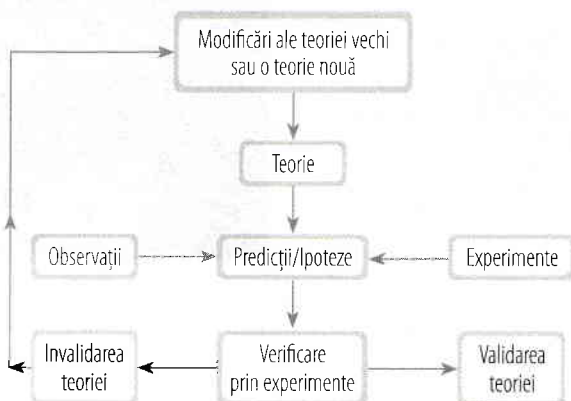 Modificări ale teoriei vechi
sau o teorie nouă
Teorie
Observații
Predicții/Ipoteze
Experimente
Invalidarea
teoriei
Verificare
prin experimente
Validarea
teoriei